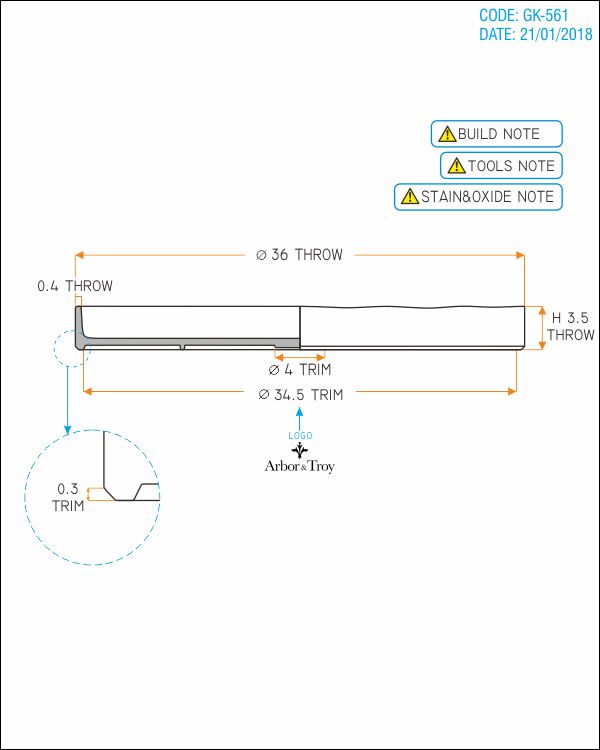 CODE: GK-561
DATE: 21/01/2018
BUILD NOTE
TOOLS NOTE
STAIN&OXIDE NOTE
Ø 36 THROW
0.4 THROW
H 3.5
THROW
Ø 4 TRIM
Ø 34.5 TRIM
LOGO
Arbor&Troy
0.3
TRIM